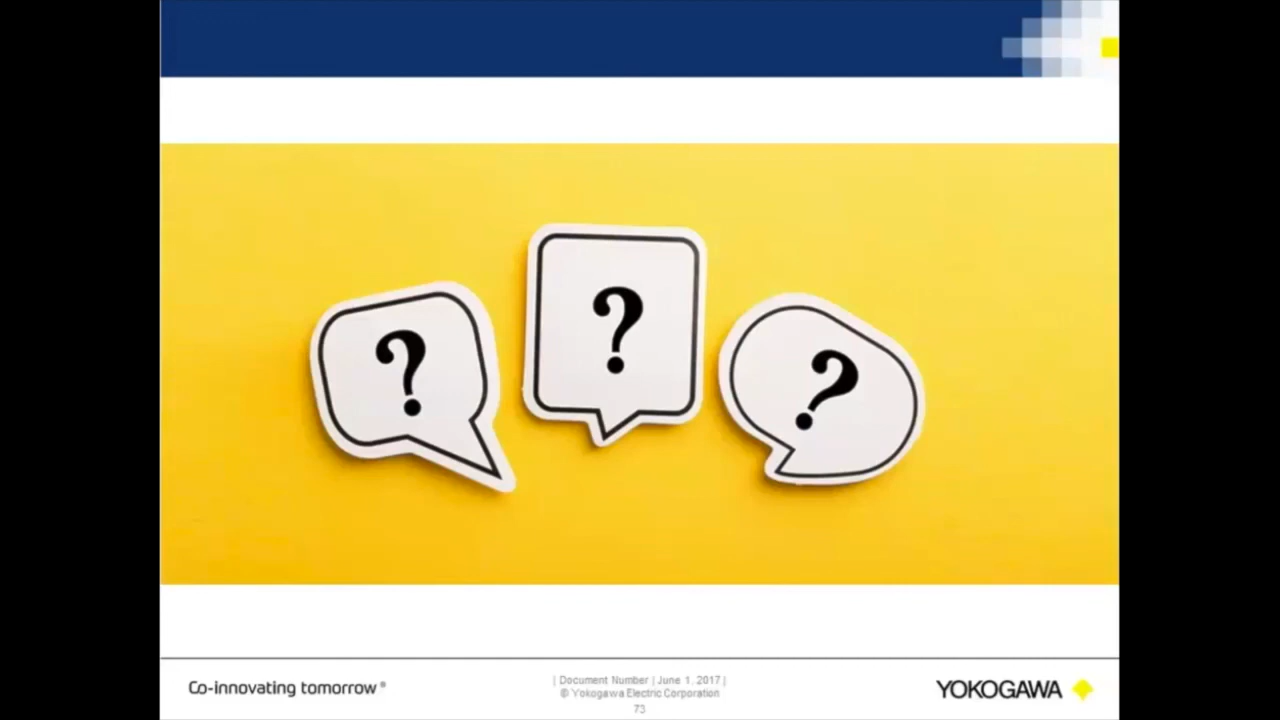 ?
?
?
Co-innovating tomorrow®
| Document Number | June 1, 2017 |
© Yokogawa Electric Corporation
73
YOKOGAWA